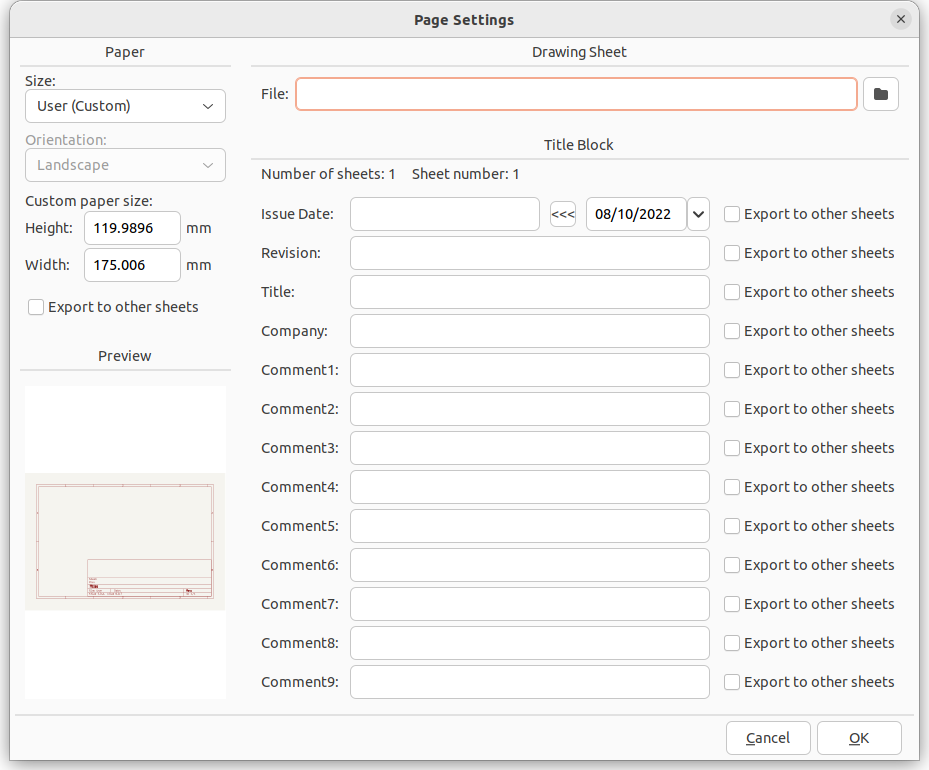 Page Settings
Paper
Size:
User (Custom)
Orientation:
Landscape
Custom paper size:
Height: 119.9896 mm
Width: 175.006 mm
Export to other sheets
Preview
Drawing Sheet
File:
Title Block
Number of sheets: 1 Sheet number: 1
Issue Date: <<< 08/10/2022 Export to other sheets
Revision: Export to other sheets
Title: Export to other sheets
Company: Export to other sheets
Comment1: Export to other sheets
Comment2: Export to other sheets
Comment3: Export to other sheets
Comment4: Export to other sheets
Comment5: Export to other sheets
Comment6: Export to other sheets
Comment7: Export to other sheets
Comment8: Export to other sheets
Comment9: Export to other sheets
Cancel OK